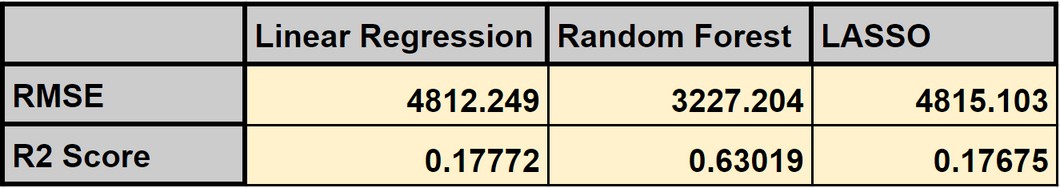 Linear Regression Random Forest LASSO
RMSE 4812.249 3227.204 4815.103
R2 Score 0.17772 0.63019 0.17675